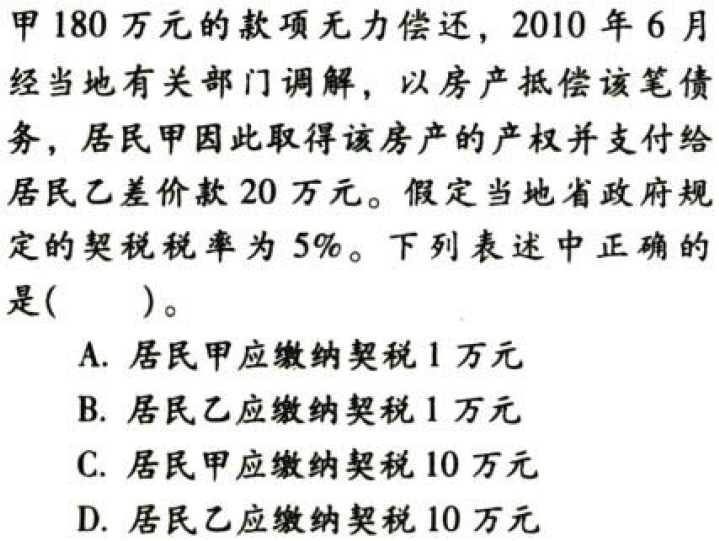 甲 180 万元的款项无力偿还，2010 年 6 月
经当地有关部门调解，以房产抵偿该笔债
务，居民甲因此取得该房产的产权并支付给
居民乙差价款 20 万元。假定当地省政府规
定的契税税率为 5%。下列表述中正确的
是(　　)。
A. 居民甲应缴纳契税 1 万元
B. 居民乙应缴纳契税 1 万元
C. 居民甲应缴纳契税 10 万元
D. 居民乙应缴纳契税 10 万元